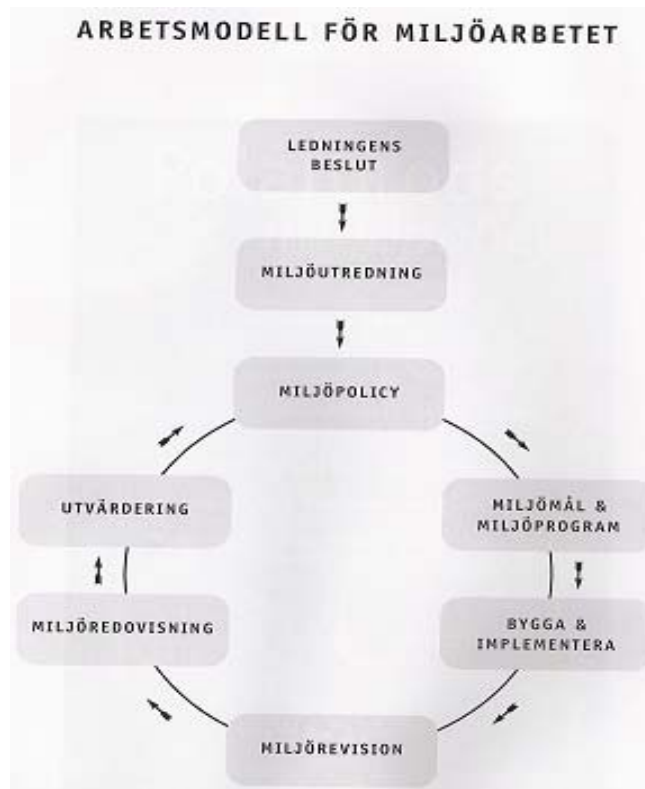 ARBETSMODELL FÖR MILJÖARBETET
LEDNINGENS
BESLUT
MILJÖUTREDNING
MILJÖPOLICY
MILJÖMÅL &
MILJÖPROGRAM
BYGGA &
IMPLEMENTERA
MILJÖREVISION
MILJÖREDOVISNING
UTVÄRDERING